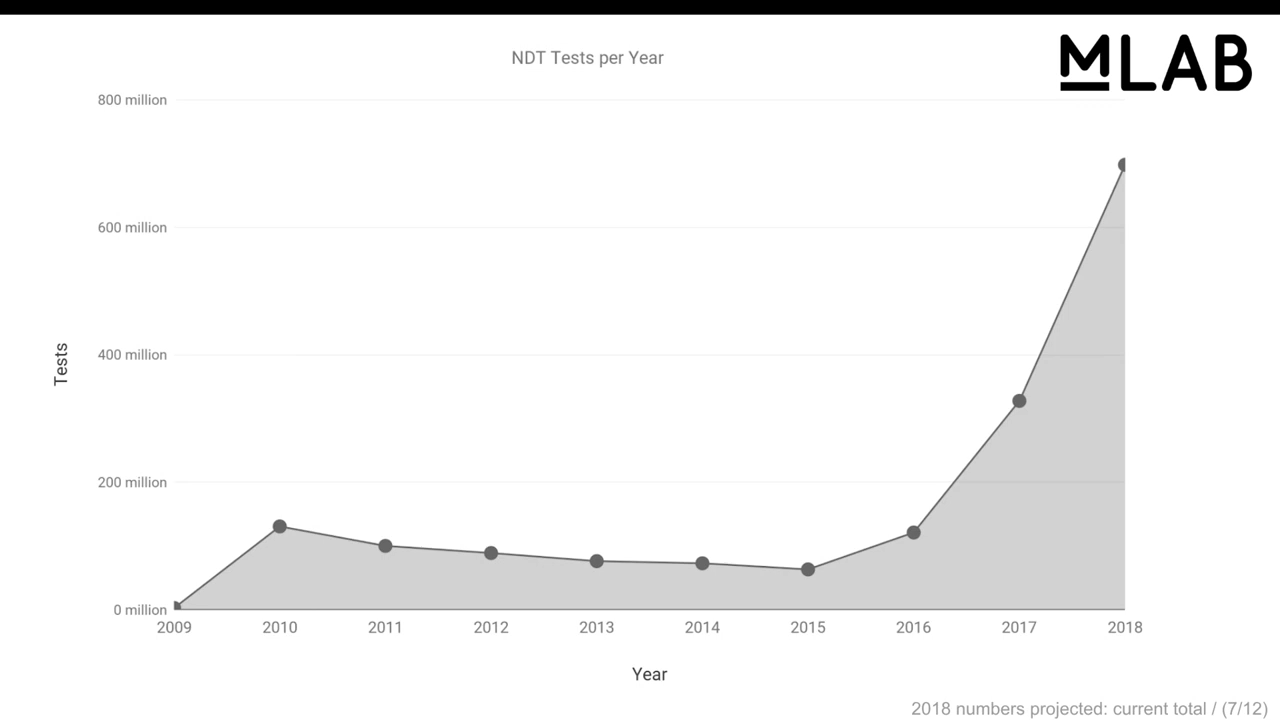 NDT Tests per Year
MLAB
800 million
600 million
400 million
200 million
0 million
Tests
2009 2010 2011 2012 2013 2014 2015 2016 2017 2018
Year
2018 numbers projected: current total / (7/12)